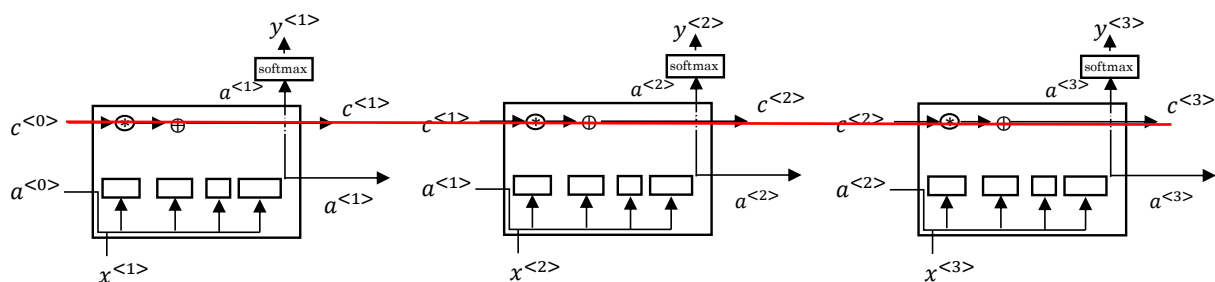 y<1> y<2> y<3>
softmax softmax softmax
a<1> a<2> a<3>
c<0> c<1> c<1> c<2> c<2> c<3>
a<0> a<1> a<1> a<2> a<2> a<3>
x<1> x<2> x<3>